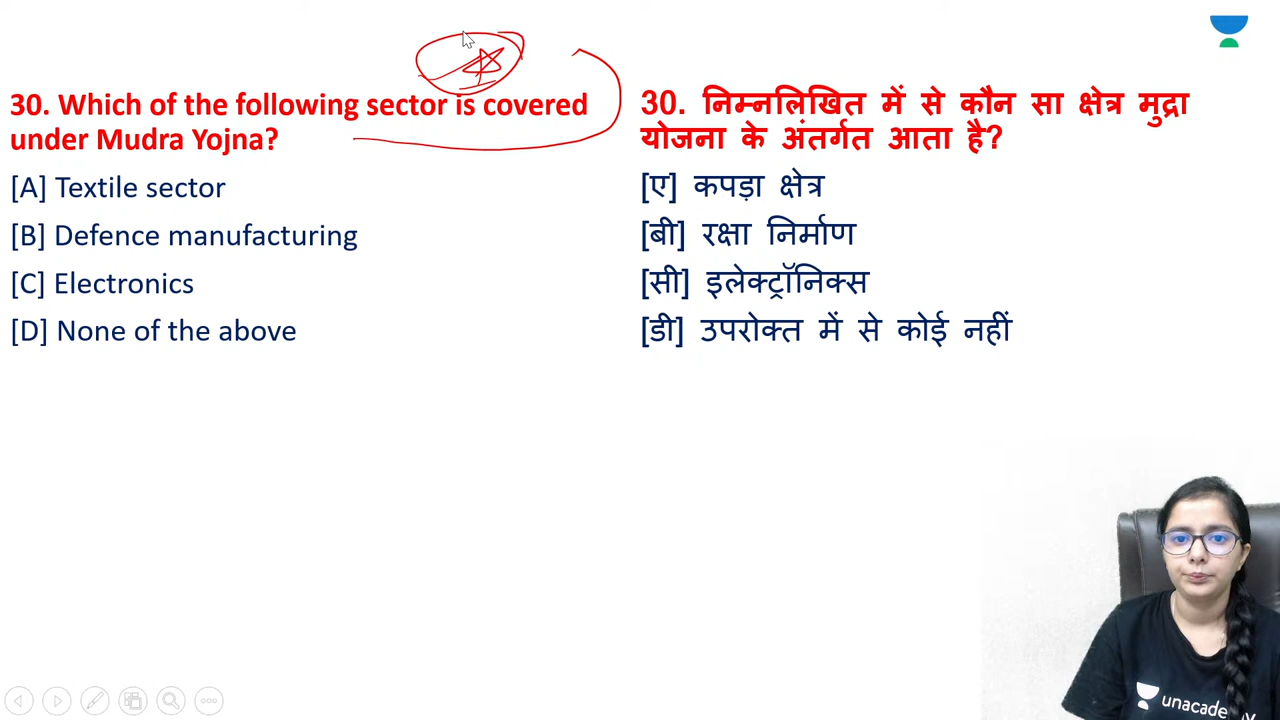 30. Which of the following sector is covered
under Mudra Yojna?
[A] Textile sector
[B] Defence manufacturing
[C] Electronics
[D] None of the above
30. निम्नलिखित में से कौन सा क्षेत्र मुद्रा
योजना के अंतर्गत आता है?
[ए] कपड़ा क्षेत्र
[बी] रक्षा निर्माण
[सी] इलेक्ट्रॉनिक्स
[डी] उपरोक्त में से कोई नहीं
unacademy